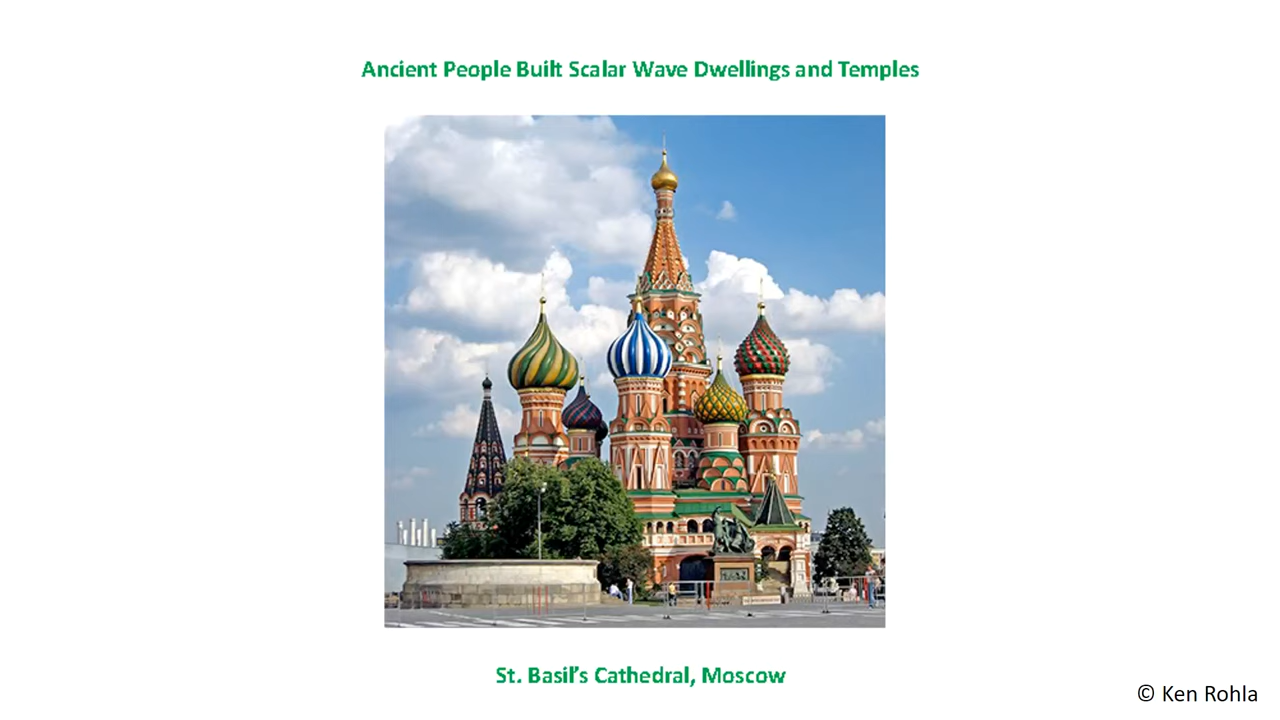 Ancient People Built Scalar Wave Dwellings and Temples
St. Basil’s Cathedral, Moscow
© Ken Rohla